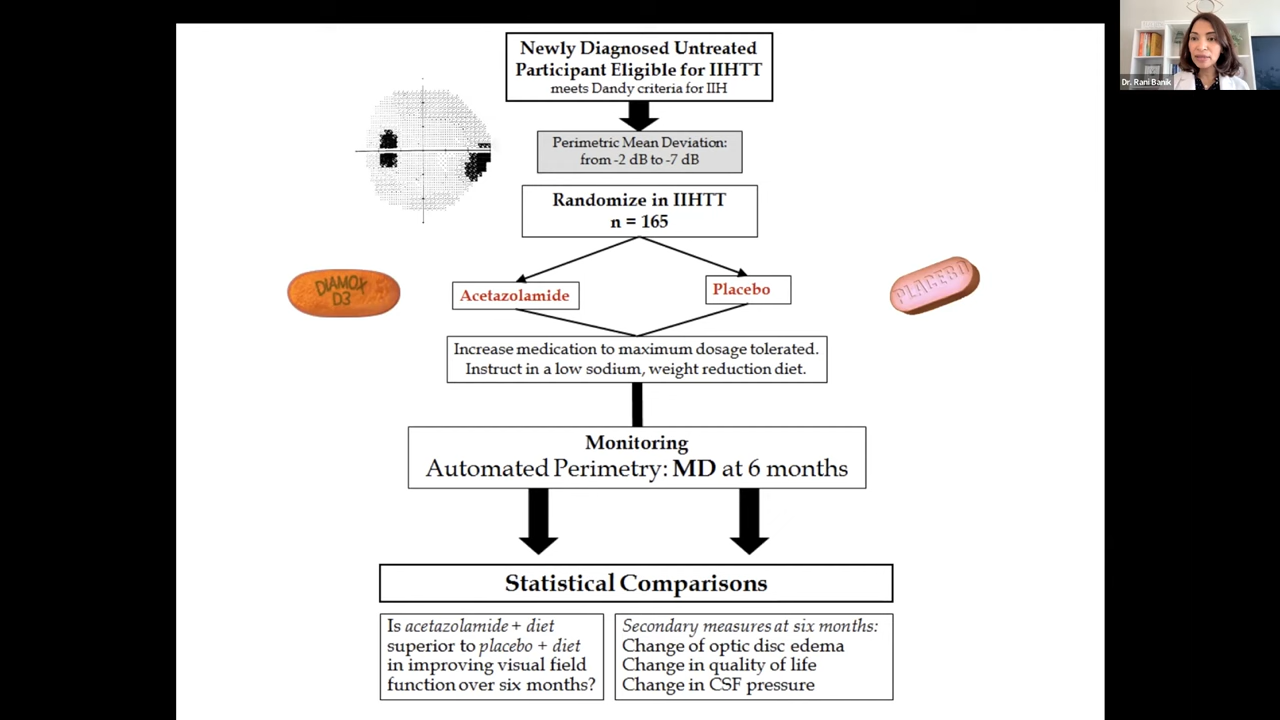 Newly Diagnosed Untreated
Participant Eligible for IIHTT
meets Dandy criteria for IIH
Dr. Rani Banik
Perimetric Mean Deviation:
from -2 dB to -7 dB
Randomize in IIHTT
n = 165
DIAMOX
D3
Acetazolamide
Placebo
PLACEBO
Increase medication to maximum dosage tolerated.
Instruct in a low sodium, weight reduction diet.
Monitoring
Automated Perimetry: MD at 6 months
Statistical Comparisons
Is acetazolamide + diet
superior to placebo + diet
in improving visual field
function over six months?
Secondary measures at six months:
Change of optic disc edema
Change in quality of life
Change in CSF pressure